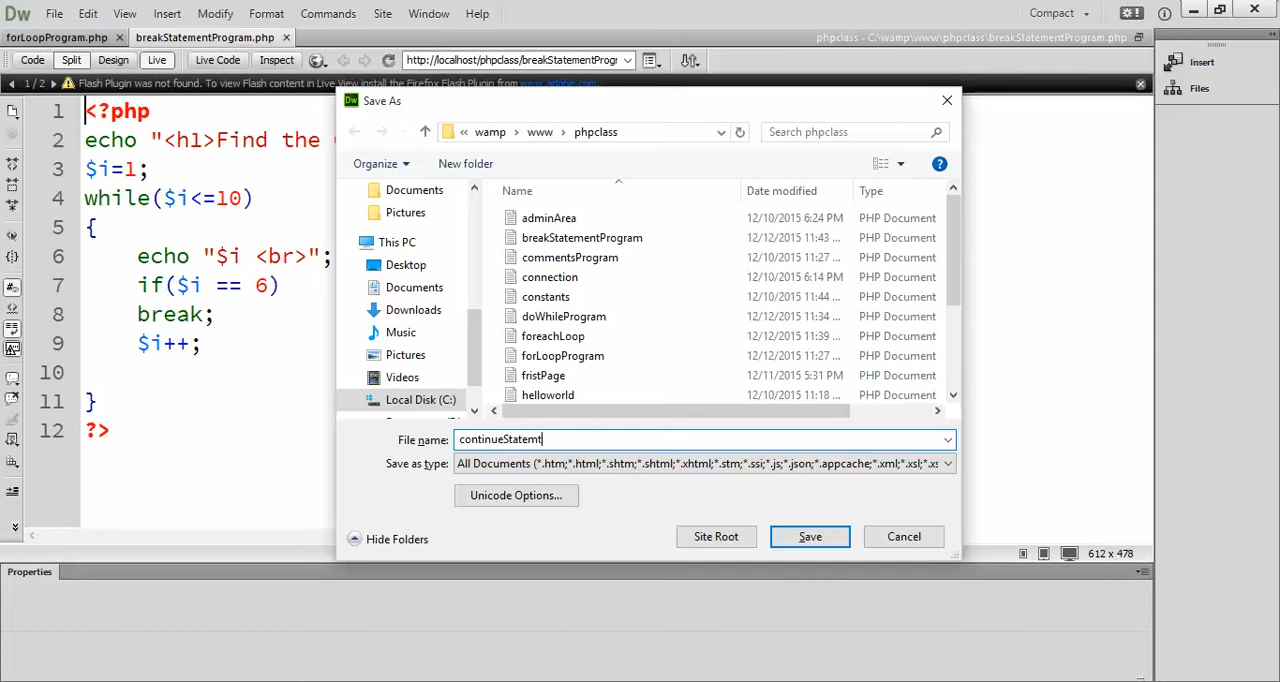 Dw File Edit View Insert Modify Format Commands Site Window Help Compact
forLoopProgram.php × breakStatementProgram.php × phpclass - C:\wamp\www\phpclass\breakStatementProgram.php
Code Split Design Live Live Code Inspect http://localhost/phpclass/breakStatementProgr
1 / 2 Flash Plugin was not found. To view Flash content in Live View install the Firefox Flash Plugin from www.adobe.com.
Insert
Files
1 <?php
2 echo "<h1>Find the
3 $i=1;
4 while($i<=10)
5 {
6 echo "$i <br>";
7 if($i == 6)
8 break;
9 $i++;
10
11 }
12 ?>
Dw Save As
« wamp › www › phpclass Search phpclass
Organize New folder
Documents
Pictures
This PC
Desktop
Documents
Downloads
Music
Pictures
Videos
Local Disk (C:)
Name Date modified Type
adminArea 12/10/2015 6:24 PM PHP Document
breakStatementProgram 12/12/2015 11:43 ... PHP Document
commentsProgram 12/10/2015 11:27 ... PHP Document
connection 12/10/2015 6:14 PM PHP Document
constants 12/10/2015 11:44 ... PHP Document
doWhileProgram 12/12/2015 11:34 ... PHP Document
foreachLoop 12/12/2015 11:39 ... PHP Document
forLoopProgram 12/12/2015 11:27 ... PHP Document
fristPage 12/11/2015 5:31 PM PHP Document
helloworld 12/10/2015 11:18 ... PHP Document
File name: continueStatemt
Save as type: All Documents (*.htm;*.html;*.shtm;*.shtml;*.xhtml;*.stm;*.ssi;*.js;*.json;*.appcache;*.xml;*.xsl;*.xs
Unicode Options...
Hide Folders Site Root Save Cancel
612 x 478
Properties